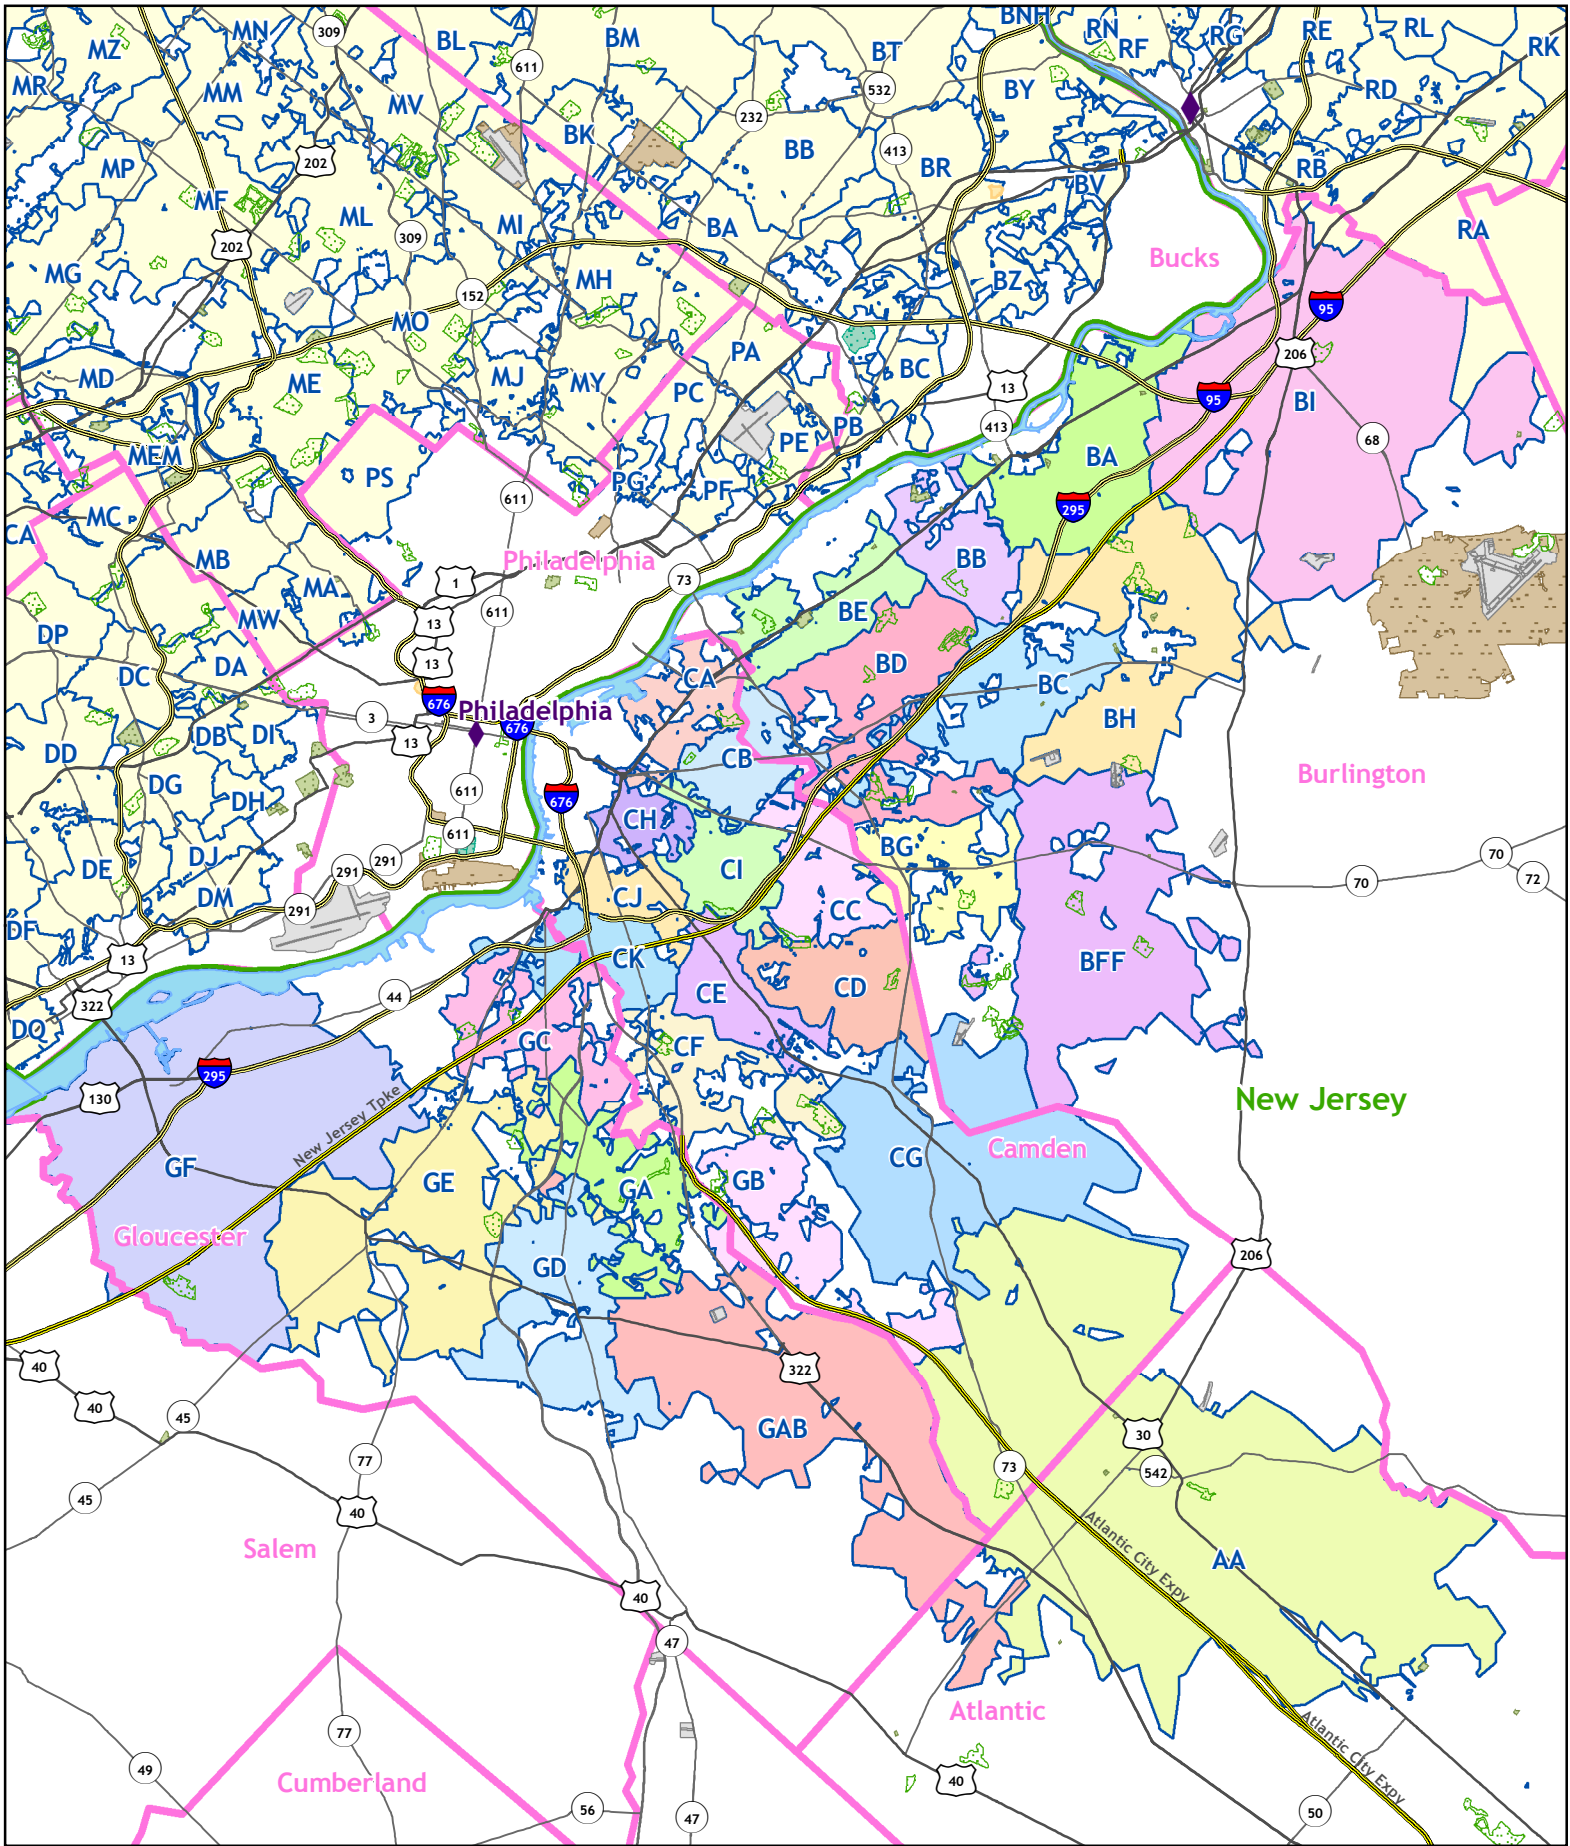 BNH
MZ
MN
309
BL
BM
BT
RN
RF
RG
RE
RL
RK
MR
MM
MV
611
532
BY
RD
232
BK
413
BB
BR
MP
202
RB
BV
MF
ML
309
MI
BA
RA
202
Bucks
MG
MH
BZ
152
95
MO
PA
206
MD
ME
MJ
MY
PC
BC
13
95
BI
413
PB
PE
68
MEM
PS
PG
PF
BA
611
295
MC
CA
MB
Philadelphia
BB
MA
1
73
MW
13
611
BE
DP
13
BD
DC
DA
CA
BC
676
Philadelphia
3
676
BH
13
DB
DI
DD
CB
Burlington
DG
611
676
DH
CH
611
BG
70
DJ
291
291
DE
CI
70
72
DM
291
CJ
CC
DF
13
CK
BFF
CE
CD
322
44
DQ
GC
CF
295
130
New Jersey
New Jersey Tpke
Camden
CG
GF
GE
GA
GB
Gloucester
206
GD
40
322
40
45
GAB
30
77
73
542
45
40
Atlantic City Expy
Salem
AA
40
47
Atlantic
77
Atlantic City Expy
49
Cumberland
40
56
47
50